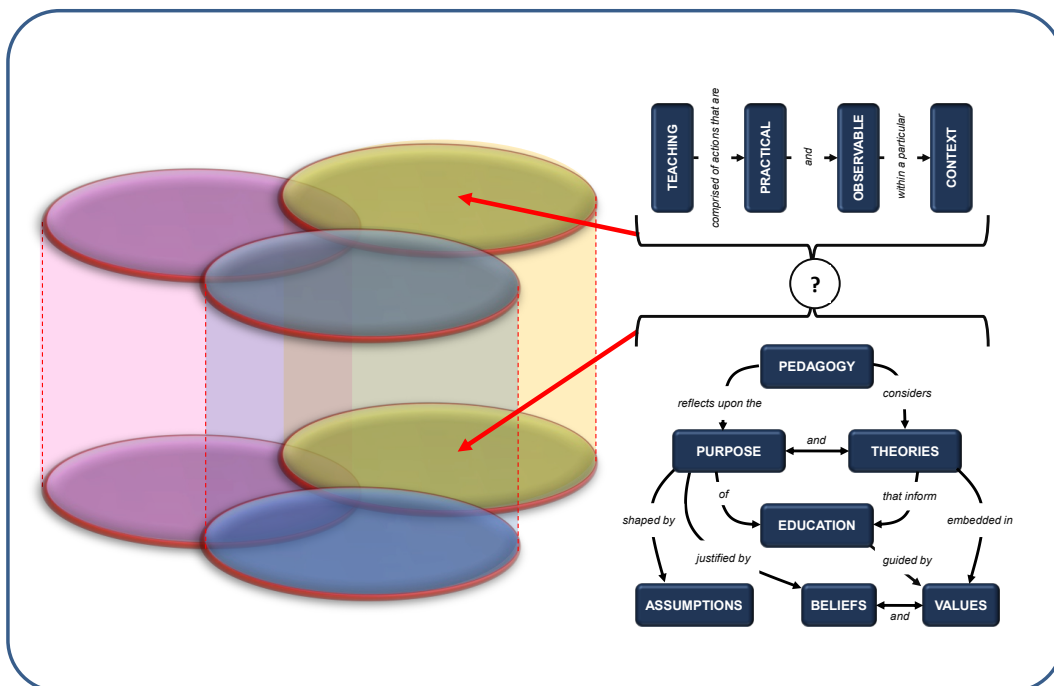 TEACHING
comprised of actions that are
PRACTICAL
and
OBSERVABLE
within a particular
CONTEXT
?
PEDAGOGY
reflects upon the
considers
PURPOSE
and
THEORIES
of
that inform
shaped by
EDUCATION
embedded in
justified by
guided by
ASSUMPTIONS
BELIEFS
and
VALUES